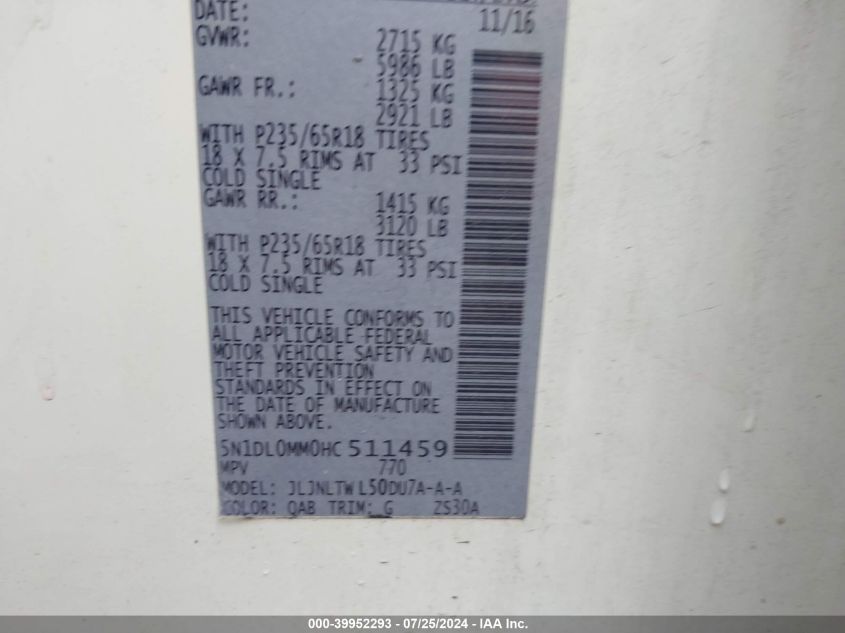 DATE: 11/16
GVWR: 2715 KG
5986 LB
GAWR FR.: 1325 KG
2921 LB
WITH P235/65R18 TIRES
18 X 7.5 RIMS AT 33 PSI
COLD SINGLE
GAWR RR.: 1415 KG
3120 LB
WITH P235/65R18 TIRES
18 X 7.5 RIMS AT 33 PSI
COLD SINGLE
THIS VEHICLE CONFORMS TO
ALL APPLICABLE FEDERAL
MOTOR VEHICLE SAFETY AND
THEFT PREVENTION
STANDARDS IN EFFECT ON
THE DATE OF MANUFACTURE
SHOWN ABOVE.
5N1DL0MM0HC 511459
MPV 770
MODEL: JLJNLTW L50DU7A-A-A
COLOR: QAB TRIM: G ZS30A
000-39952293 - 07/25/2024 - IAA Inc.